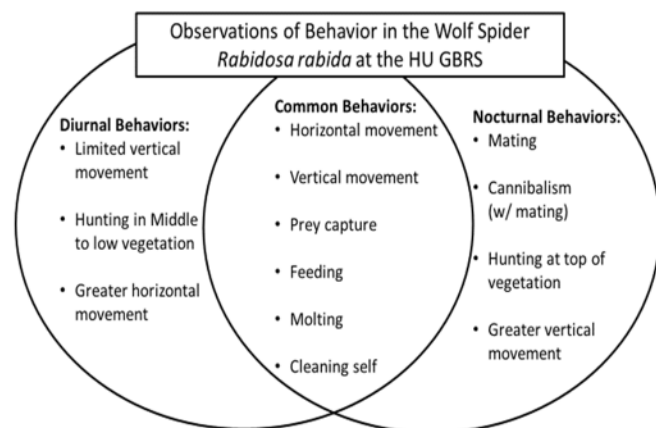 Observations of Behavior in the Wolf Spider
Rabidosa rabida at the HU GBRS
Diurnal Behaviors:
• Limited vertical
movement
• Hunting in Middle
to low vegetation
• Greater horizontal
movement
Common Behaviors:
• Horizontal movement
• Vertical movement
• Prey capture
• Feeding
• Molting
• Cleaning self
Nocturnal Behaviors:
• Mating
• Cannibalism
(w/ mating)
• Hunting at top of
vegetation
• Greater vertical
movement